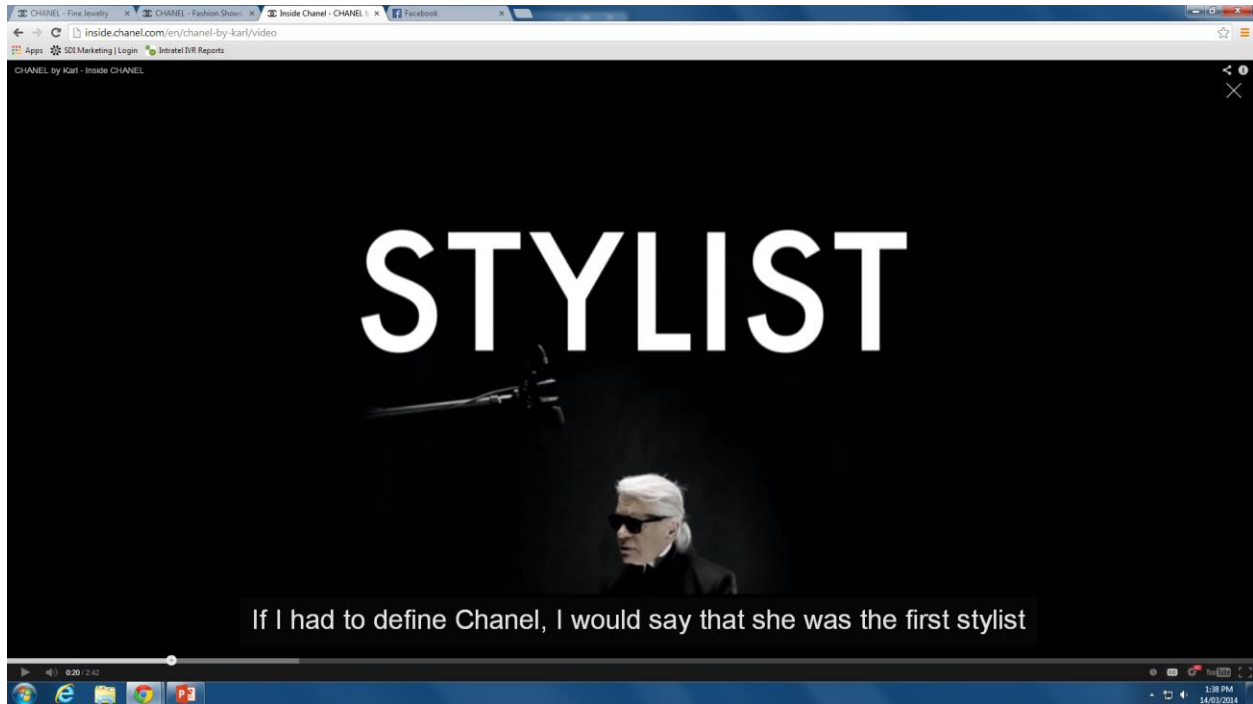 CHANEL - Fine Jewelry
CHANEL - Fashion Shows
Inside Chanel - CHANEL b
Facebook
inside.chanel.com/en/chanel-by-karl/video
Apps
SDI Marketing | Login
Intratel IVR Reports
CHANEL by Karl - Inside CHANEL
STYLIST
If I had to define Chanel, I would say that she was the first stylist
0:20 / 2:42
CC
YouTube
1:38 PM
14/03/2014